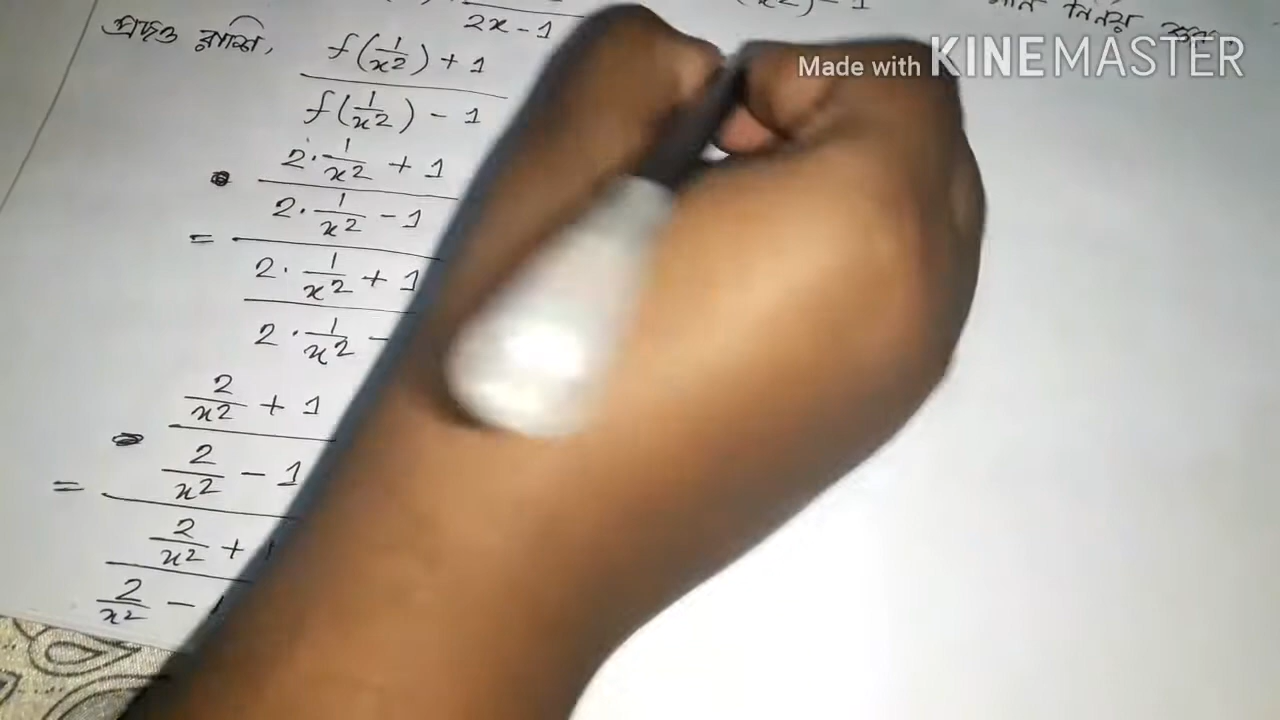 2x - 1
মান নির্ণয়
প্রদত্ত রাশি,
f(1/x²) + 1
f(1/x²) - 1
2·1/x² + 1
2·1/x² - 1
=
2·1/x² + 1
2·1/x² -
2/x² + 1
2/x² - 1
=
2/x² +
2/x² -
Made with KINEMASTER